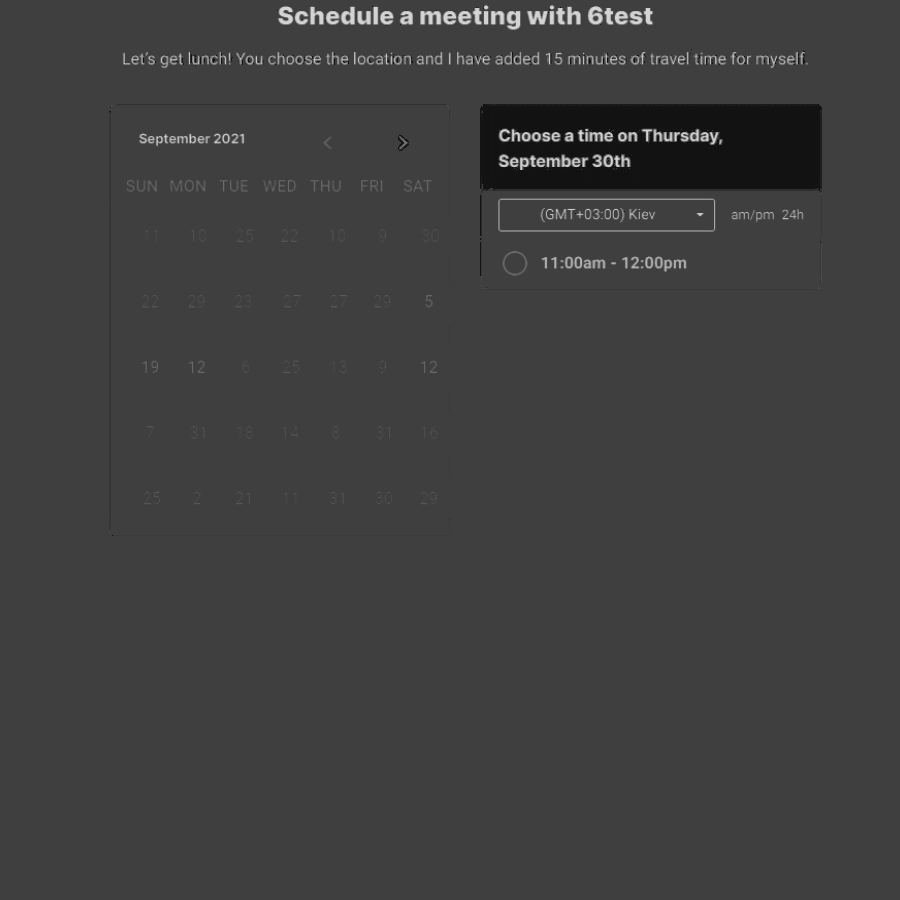 Schedule a meeting with 6test
Let's get lunch! You choose the location and I have added 15 minutes of travel time for myself.
September 2021
SUN MON TUE WED THU FRI SAT
11 10 25 22 10 9 30
22 29 23 27 27 29 5
19 12 6 25 13 9 12
7 31 18 14 8 31 16
25 2 21 11 31 30 29
Choose a time on Thursday,
September 30th
(GMT+03:00) Kiev
am/pm 24h
11:00am - 12:00pm